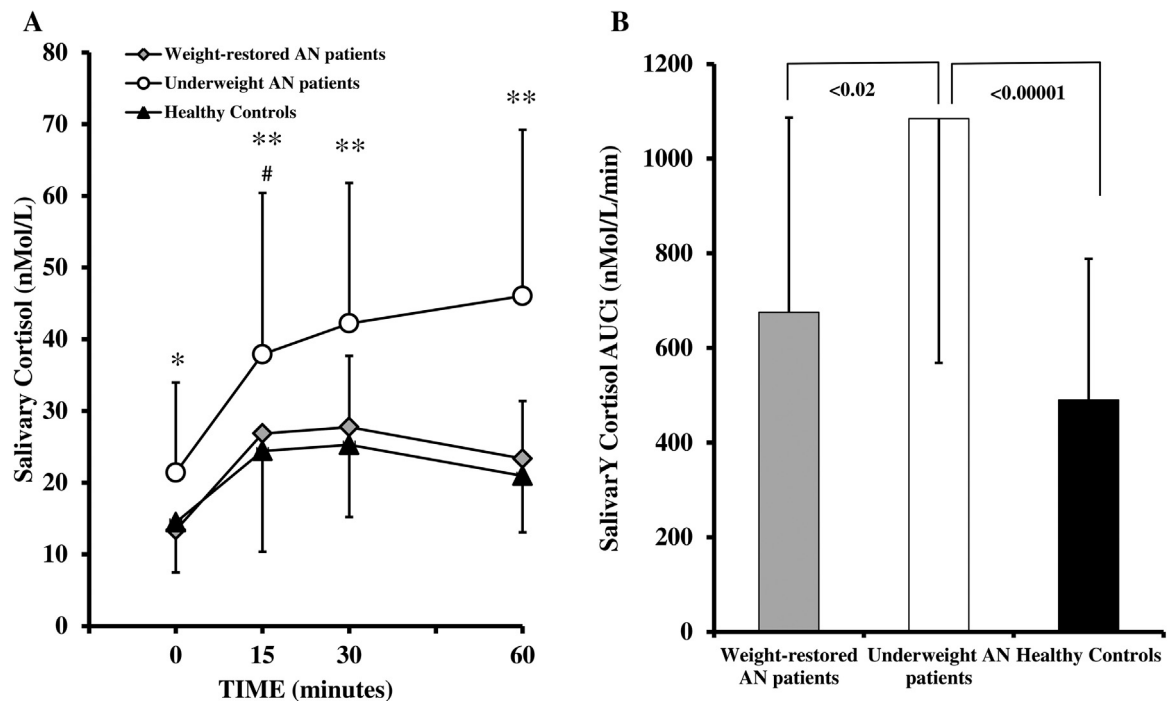 A
Weight-restored AN patients
Underweight AN patients
Healthy Controls
Salivary Cortisol (nMol/L)
80
70
60
50
40
30
20
10
0
*
**
#
**
**
0 15 30 60
TIME (minutes)
B
SalivarY Cortisol AUCi (nMol/L/min)
1200
1000
800
600
400
200
0
<0.02
<0.00001
Weight-restored AN patients
Underweight AN patients
Healthy Controls